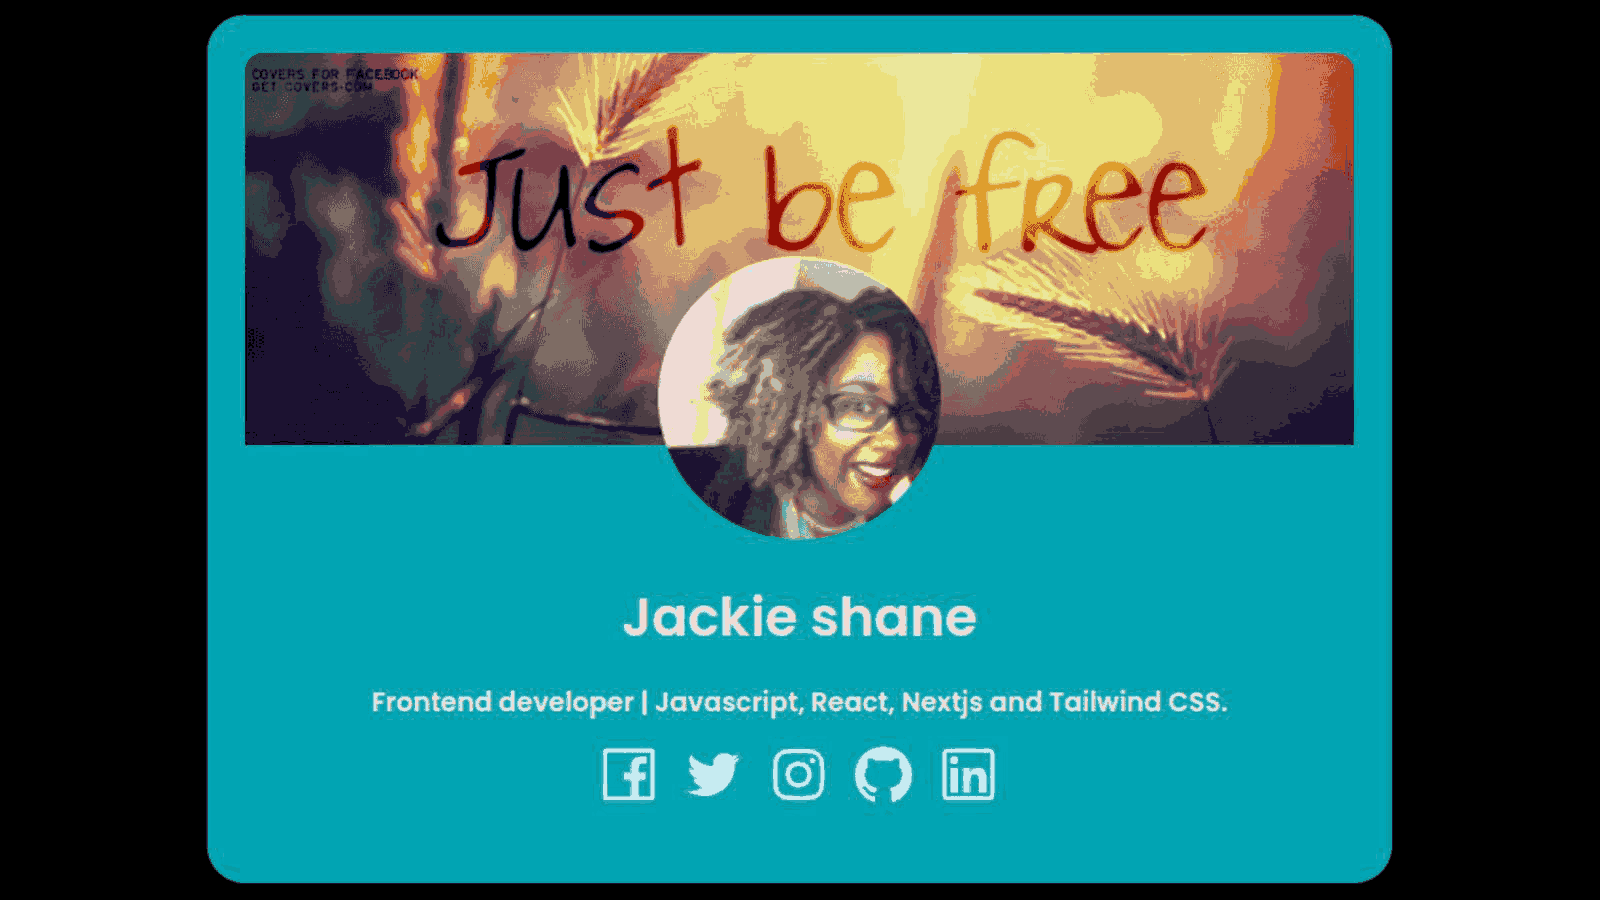 COVERS FOR FACEBOOK
GET COVERS.COM
Just be free
Jackie shane
Frontend developer | Javascript, React, Nextjs and Tailwind CSS.